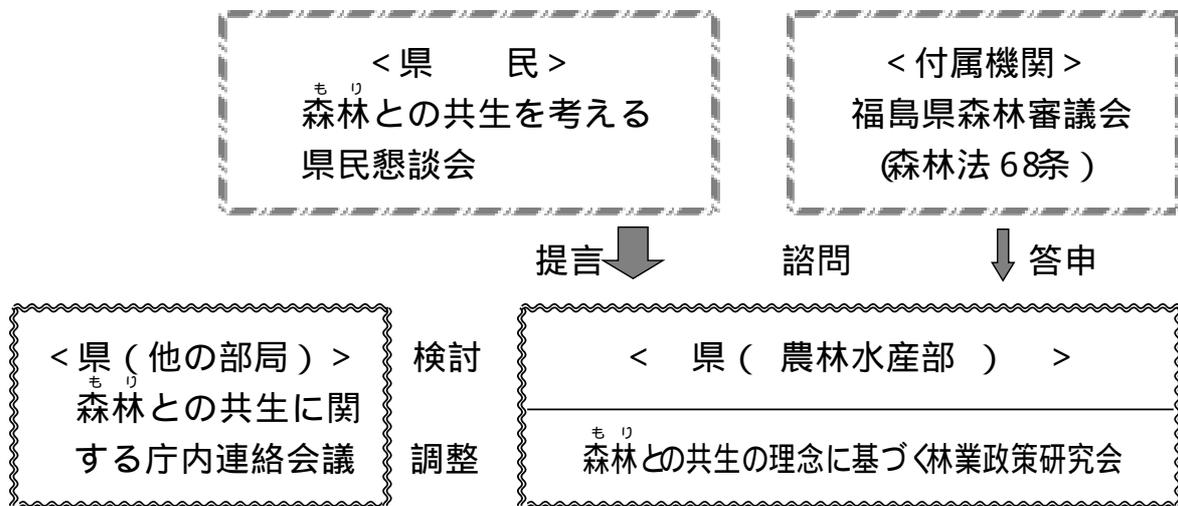 <県　　民>
森林との共生を考える
もり
県民懇談会
<付属機関>
福島県森林審議会
(森林法68条)
提言
諮問
答申
<県(他の部局)>
もり
森林との共生に関
する庁内連絡会議
検討
調整
<　県(　農林水産部　)　>
もり
森林との共生の理念に基づく林業政策研究会